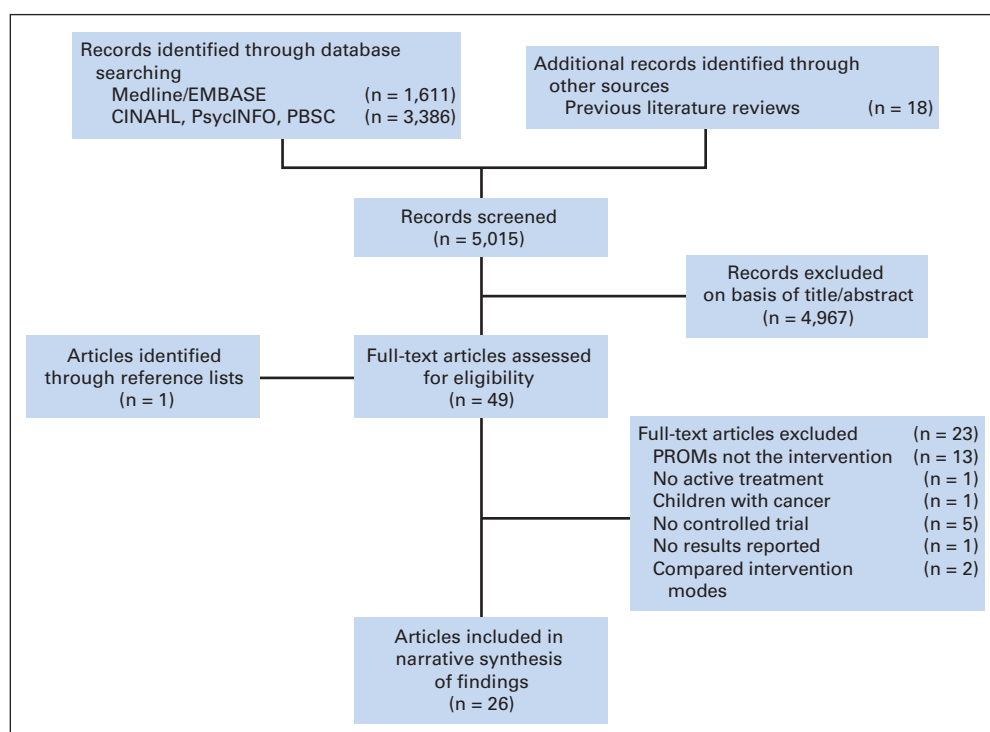 Records identified through database
searching
Medline/EMBASE (n = 1,611)
CINAHL, PsycINFO, PBSC (n = 3,386)
Additional records identified through
other sources
Previous literature reviews (n = 18)
Records screened
(n = 5,015)
Records excluded
on basis of title/abstract
(n = 4,967)
Articles identified
through reference lists
(n = 1)
Full-text articles assessed
for eligibility
(n = 49)
Full-text articles excluded (n = 23)
PROMs not the intervention (n = 13)
No active treatment (n = 1)
Children with cancer (n = 1)
No controlled trial (n = 5)
No results reported (n = 1)
Compared intervention (n = 2)
modes
Articles included in
narrative synthesis
of findings
(n = 26)